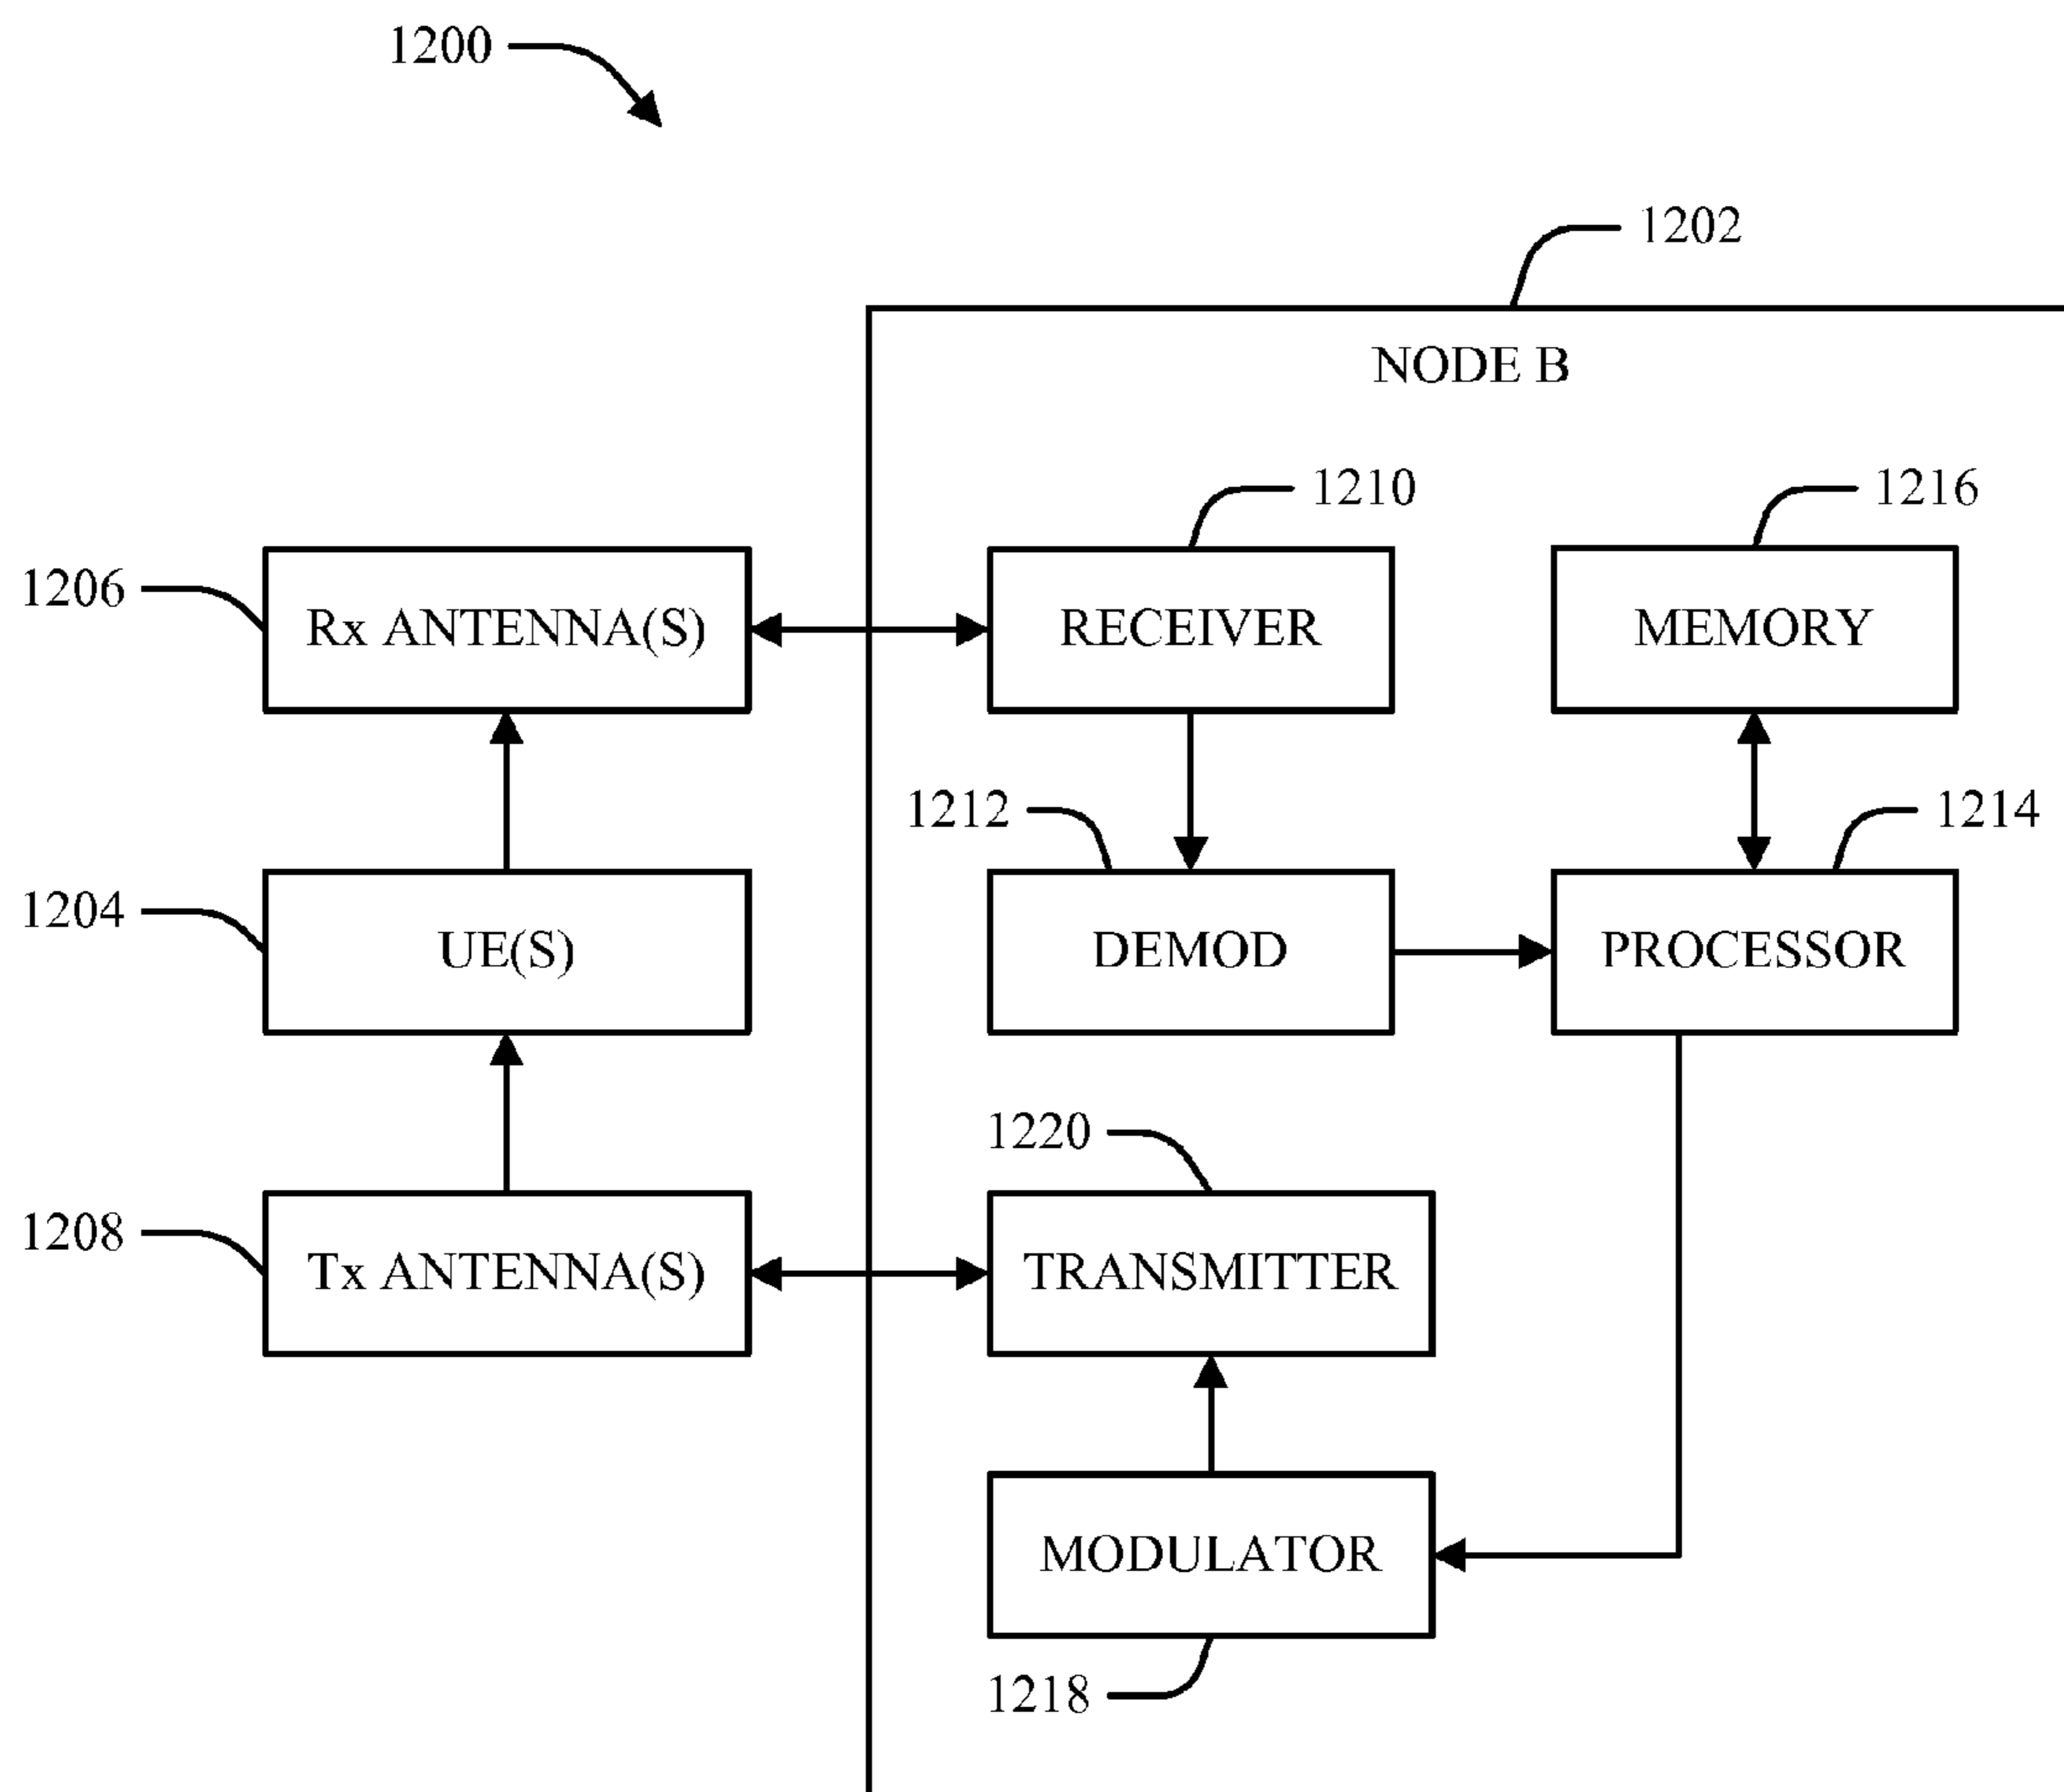 1200
1202
NODE B
1210
1216
1206
Rx ANTENNA(S)
RECEIVER
MEMORY
1212
1214
1204
UE(S)
DEMOD
PROCESSOR
1220
1208
Tx ANTENNA(S)
TRANSMITTER
MODULATOR
1218